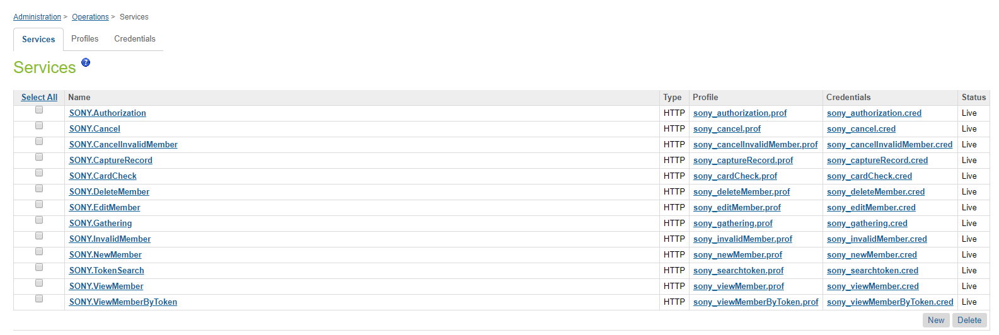 Administration > Operations > Services
Services Profiles Credentials
Services ?
Select All Name Type Profile Credentials Status
SONY.Authorization HTTP sony_authorization.prof sony_authorization.cred Live
SONY.Cancel HTTP sony_cancel.prof sony_cancel.cred Live
SONY.CancelInvalidMember HTTP sony_cancelInvalidMember.prof sony_cancelInvalidMember.cred Live
SONY.CaptureRecord HTTP sony_captureRecord.prof sony_captureRecord.cred Live
SONY.CardCheck HTTP sony_cardCheck.prof sony_cardCheck.cred Live
SONY.DeleteMember HTTP sony_deleteMember.prof sony_deleteMember.cred Live
SONY.EditMember HTTP sony_editMember.prof sony_editMember.cred Live
SONY.Gathering HTTP sony_gathering.prof sony_gathering.cred Live
SONY.InvalidMember HTTP sony_invalidMember.prof sony_invalidMember.cred Live
SONY.NewMember HTTP sony_newMember.prof sony_newMember.cred Live
SONY.TokenSearch HTTP sony_searchtoken.prof sony_searchtoken.cred Live
SONY.ViewMember HTTP sony_viewMember.prof sony_viewMember.cred Live
SONY.ViewMemberByToken HTTP sony_viewMemberByToken.prof sony_viewMemberByToken.cred Live
New Delete